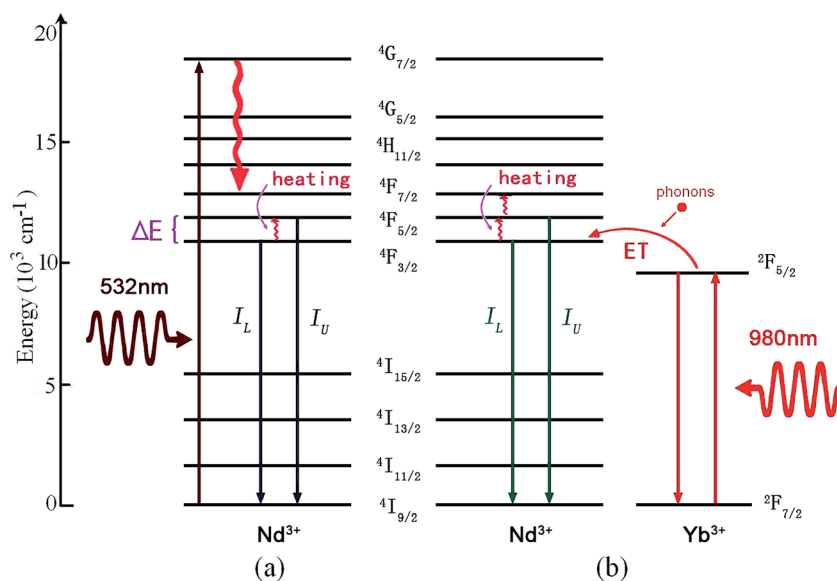 20
15
10
5
0
Energy (10³ cm⁻¹)
532nm
ΔE {
heating
I_L
I_U
⁴G₇/₂
⁴G₅/₂
⁴H₁₁/₂
⁴F₇/₂
⁴F₅/₂
⁴F₃/₂
⁴I₁₅/₂
⁴I₁₃/₂
⁴I₁₁/₂
⁴I₉/₂
Nd³⁺
(a)
heating
I_L
I_U
Nd³⁺
phonons
ET
²F₅/₂
980nm
²F₇/₂
Yb³⁺
(b)